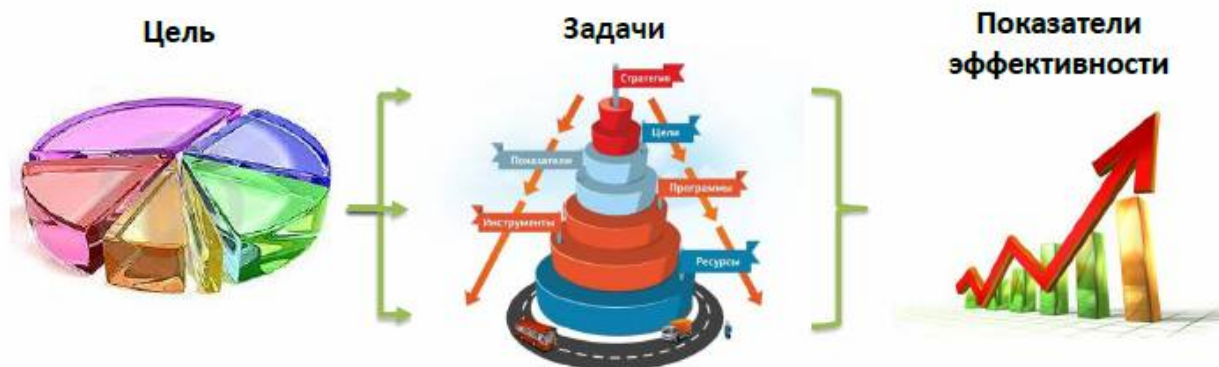 Цель
Задачи
Показатели
эффективности
Стратегия
Цели
Показатели
Программы
Инструменты
Ресурсы